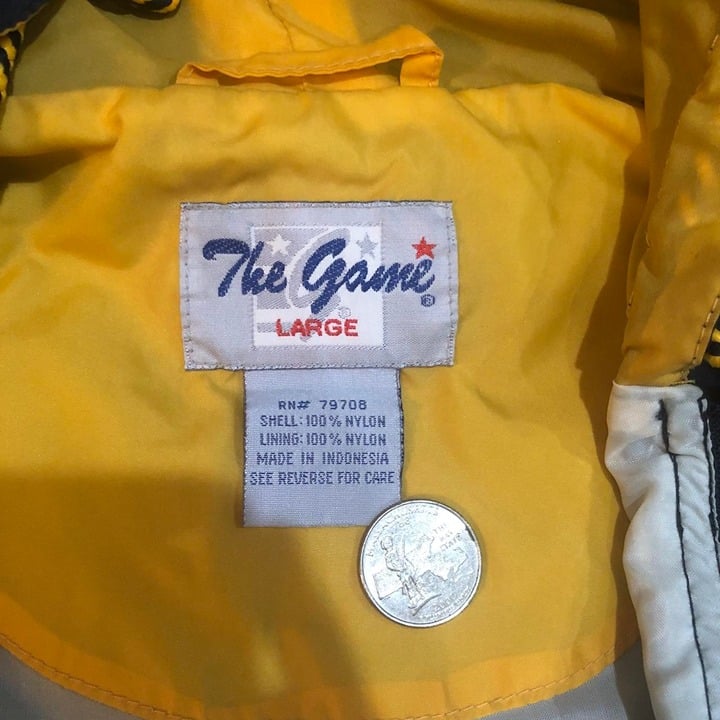 The Game
®
LARGE
RN# 79708
SHELL: 100% NYLON
LINING: 100% NYLON
MADE IN INDONESIA
SEE REVERSE FOR CARE